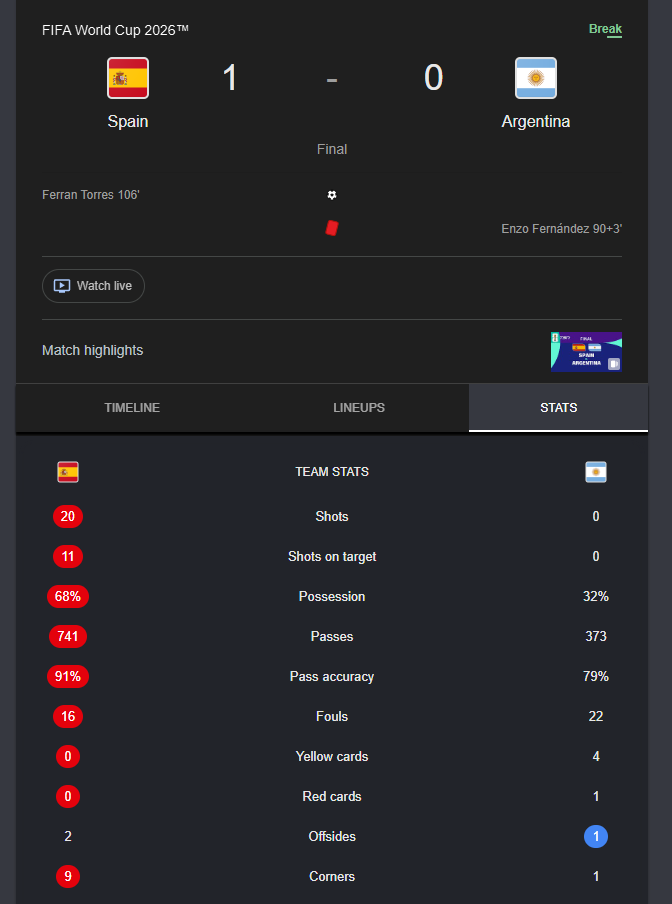 FIFA World Cup 2026™
Break
1 - 0
Spain Argentina
Final
Ferran Torres 106'
Enzo Fernández 90+3'
Watch live
Match highlights
FINAL
SPAIN
ARGENTINA
TIMELINE LINEUPS STATS
TEAM STATS
20 Shots 0
11 Shots on target 0
68% Possession 32%
741 Passes 373
91% Pass accuracy 79%
16 Fouls 22
0 Yellow cards 4
0 Red cards 1
2 Offsides 1
9 Corners 1